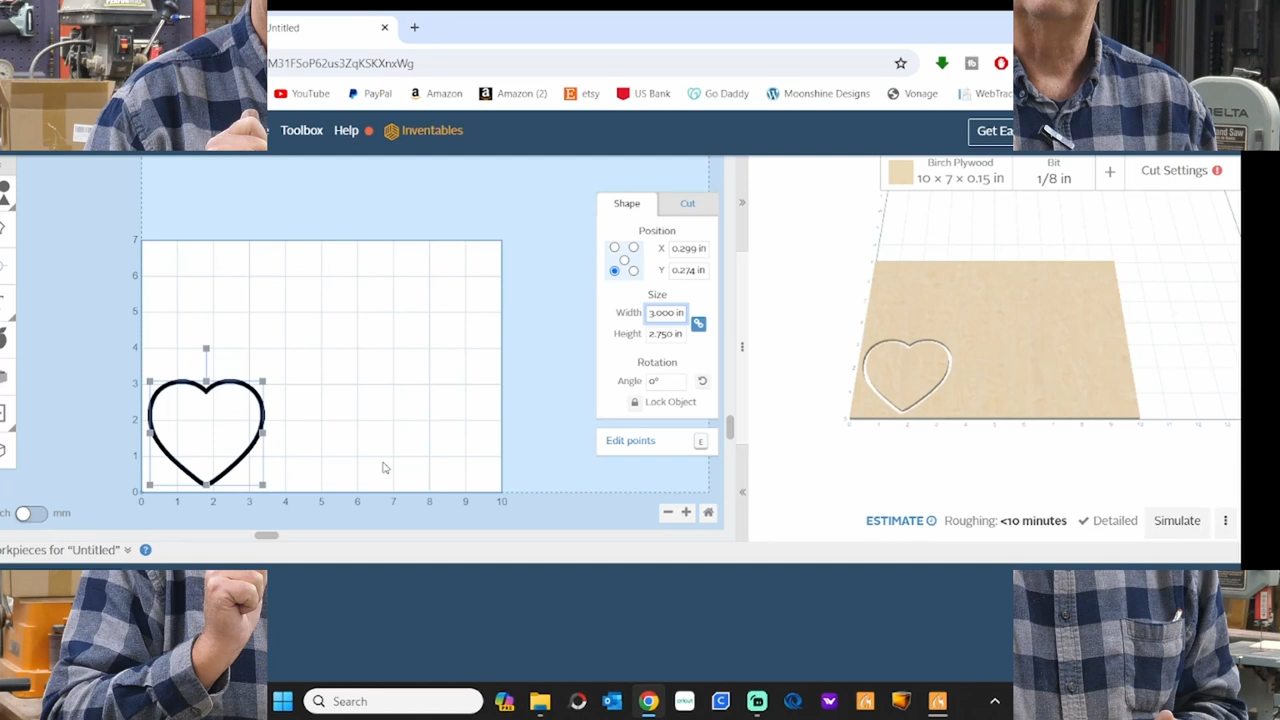 Untitled
M31FSoP62us3ZqKSKXnxWg
YouTube PayPal Amazon Amazon (2) etsy US Bank Go Daddy Moonshine Designs Vonage WebTrac
Toolbox Help Inventables Get Ea
DELTA
and Saw
Birch Plywood
10 × 7 × 0.15 in
Bit
1/8 in
+
Cut Settings
Shape Cut
Position
X 0.299 in
Y 0.274 in
Size
Width 3.000 in
Height 2.750 in
Rotation
Angle 0°
Lock Object
Edit points E
7
6
5
4
3
2
1
0
0 1 2 3 4 5 6 7 8 9 10
ch mm
ESTIMATE Roughing: <10 minutes Detailed Simulate
rkpieces for "Untitled"
Search